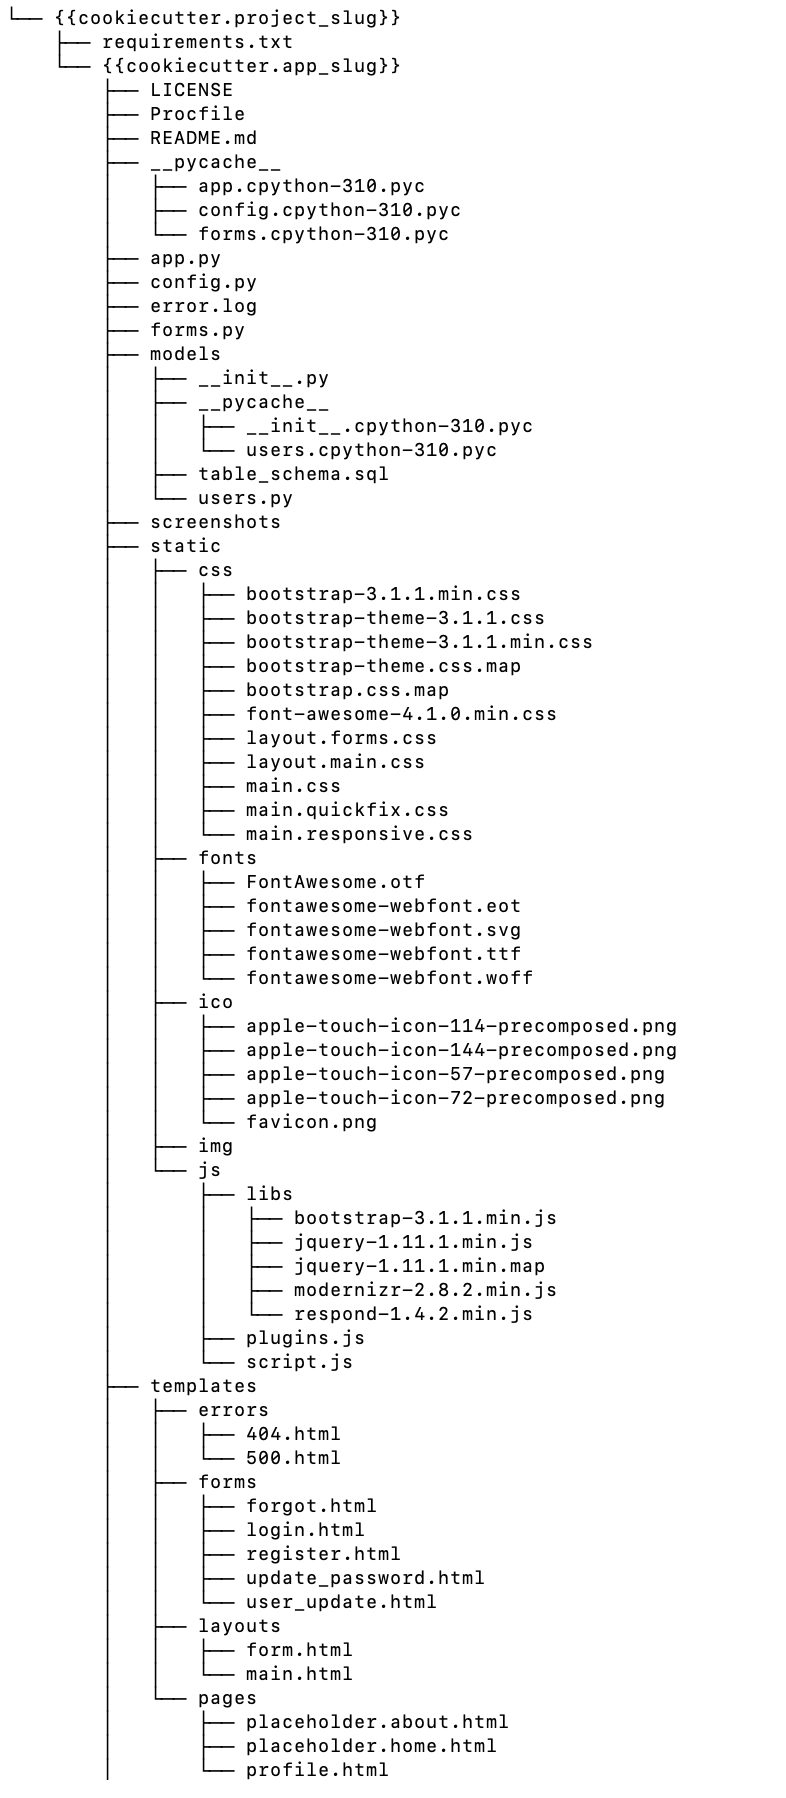 └── {{cookiecutter.project_slug}}
    ├── requirements.txt
    └── {{cookiecutter.app_slug}}
        ├── LICENSE
        ├── Procfile
        ├── README.md
        ├── __pycache__
        │   ├── app.cpython-310.pyc
        │   ├── config.cpython-310.pyc
        │   └── forms.cpython-310.pyc
        ├── app.py
        ├── config.py
        ├── error.log
        ├── forms.py
        ├── models
        │   ├── __init__.py
        │   ├── __pycache__
        │   │   ├── __init__.cpython-310.pyc
        │   │   └── users.cpython-310.pyc
        │   ├── table_schema.sql
        │   └── users.py
        ├── screenshots
        ├── static
        │   ├── css
        │   │   ├── bootstrap-3.1.1.min.css
        │   │   ├── bootstrap-theme-3.1.1.css
        │   │   ├── bootstrap-theme-3.1.1.min.css
        │   │   ├── bootstrap-theme.css.map
        │   │   ├── bootstrap.css.map
        │   │   ├── font-awesome-4.1.0.min.css
        │   │   ├── layout.forms.css
        │   │   ├── layout.main.css
        │   │   ├── main.css
        │   │   ├── main.quickfix.css
        │   │   └── main.responsive.css
        │   ├── fonts
        │   │   ├── FontAwesome.otf
        │   │   ├── fontawesome-webfont.eot
        │   │   ├── fontawesome-webfont.svg
        │   │   ├── fontawesome-webfont.ttf
        │   │   └── fontawesome-webfont.woff
        │   ├── ico
        │   │   ├── apple-touch-icon-114-precomposed.png
        │   │   ├── apple-touch-icon-144-precomposed.png
        │   │   ├── apple-touch-icon-57-precomposed.png
        │   │   ├── apple-touch-icon-72-precomposed.png
        │   │   └── favicon.png
        │   ├── img
        │   └── js
        │       ├── libs
        │       │   ├── bootstrap-3.1.1.min.js
        │       │   ├── jquery-1.11.1.min.js
        │       │   ├── jquery-1.11.1.min.map
        │       │   ├── modernizr-2.8.2.min.js
        │       │   └── respond-1.4.2.min.js
        │       ├── plugins.js
        │       └── script.js
        ├── templates
        │   ├── errors
        │   │   ├── 404.html
        │   │   └── 500.html
        │   ├── forms
        │   │   ├── forgot.html
        │   │   ├── login.html
        │   │   ├── register.html
        │   │   ├── update_password.html
        │   │   └── user_update.html
        │   ├── layouts
        │   │   ├── form.html
        │   │   └── main.html
        │   └── pages
        │       ├── placeholder.about.html
        │       ├── placeholder.home.html
        │       └── profile.html